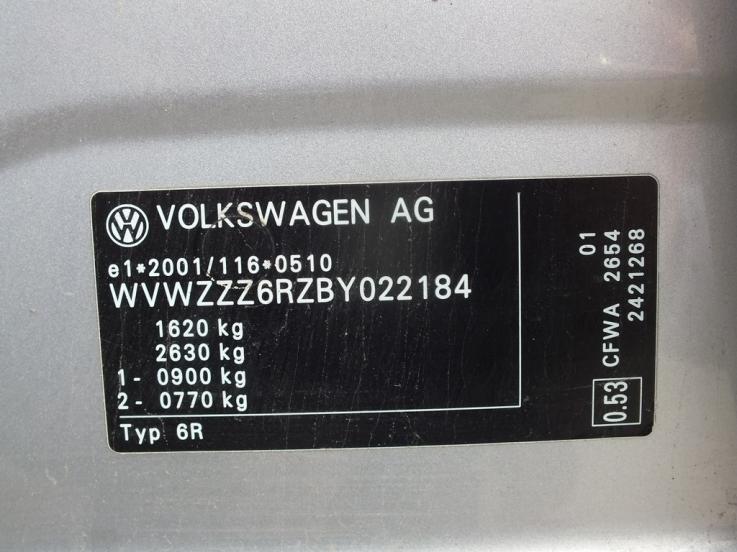 VOLKSWAGEN AG
e1*2001/116*0510
WVWZZZ6RZBY022184
1620 kg
2630 kg
1- 0900 kg
2- 0770 kg
Typ 6R
01
0.53 CFWA 2654
2421268